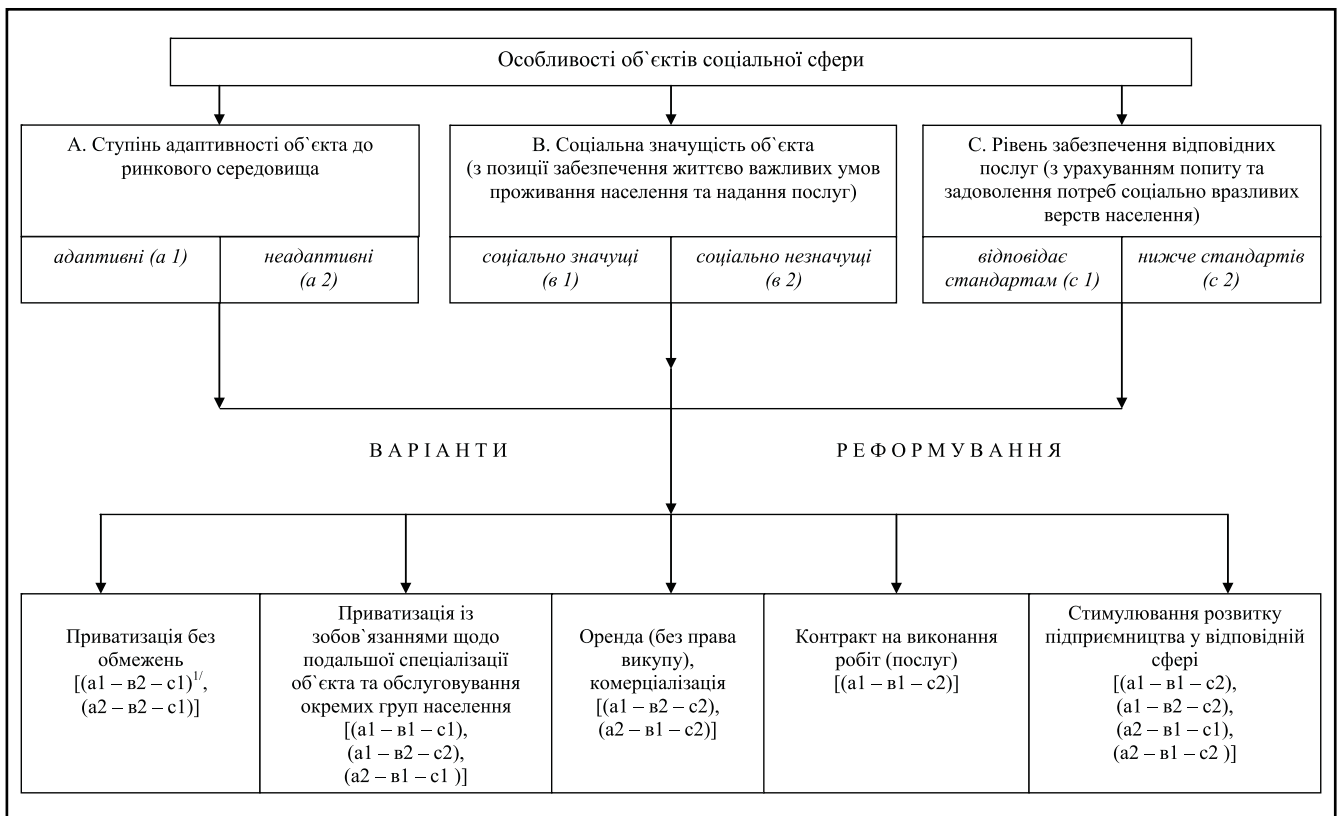 Особливості об`єктів соціальної сфери
А. Ступінь адаптивності об`єкта до
ринкового середовища
В. Соціальна значущість об`єкта
(з позиції забезпечення життєво важливих умов
проживання населення та надання послуг)
С. Рівень забезпечення відповідних
послуг (з урахуванням попиту та
задоволення потреб соціально вразливих
верств населення)
адаптивні (а 1)
неадаптивні
(а 2)
соціально значущі
(в 1)
соціально незначущі
(в 2)
відповідає
стандартам (с 1)
нижче стандартів
(с 2)
В А Р І А Н Т И Р Е Ф О Р М У В А Н Н Я
Приватизація без
обмежень
[(а1 – в2 – с1)1/,
(а2 – в2 – с1)]
Приватизація із
зобов`язаннями щодо
подальшої спеціалізації
об`єкта та обслуговування
окремих груп населення
[(а1 – в1 – с1),
(а1 – в2 – с2),
(а2 – в1 – с1 )]
Оренда (без права
викупу),
комерціалізація
[(а1 – в2 – с2),
(а2 – в1 – с2)]
Контракт на виконання
робіт (послуг)
[(а1 – в1 – с2)]
Стимулювання розвитку
підприємництва у відповідній
сфері
[(а1 – в1 – с2),
(а1 – в2 – с2),
(а2 – в1 – с1),
(а2 – в1 – с2 )]